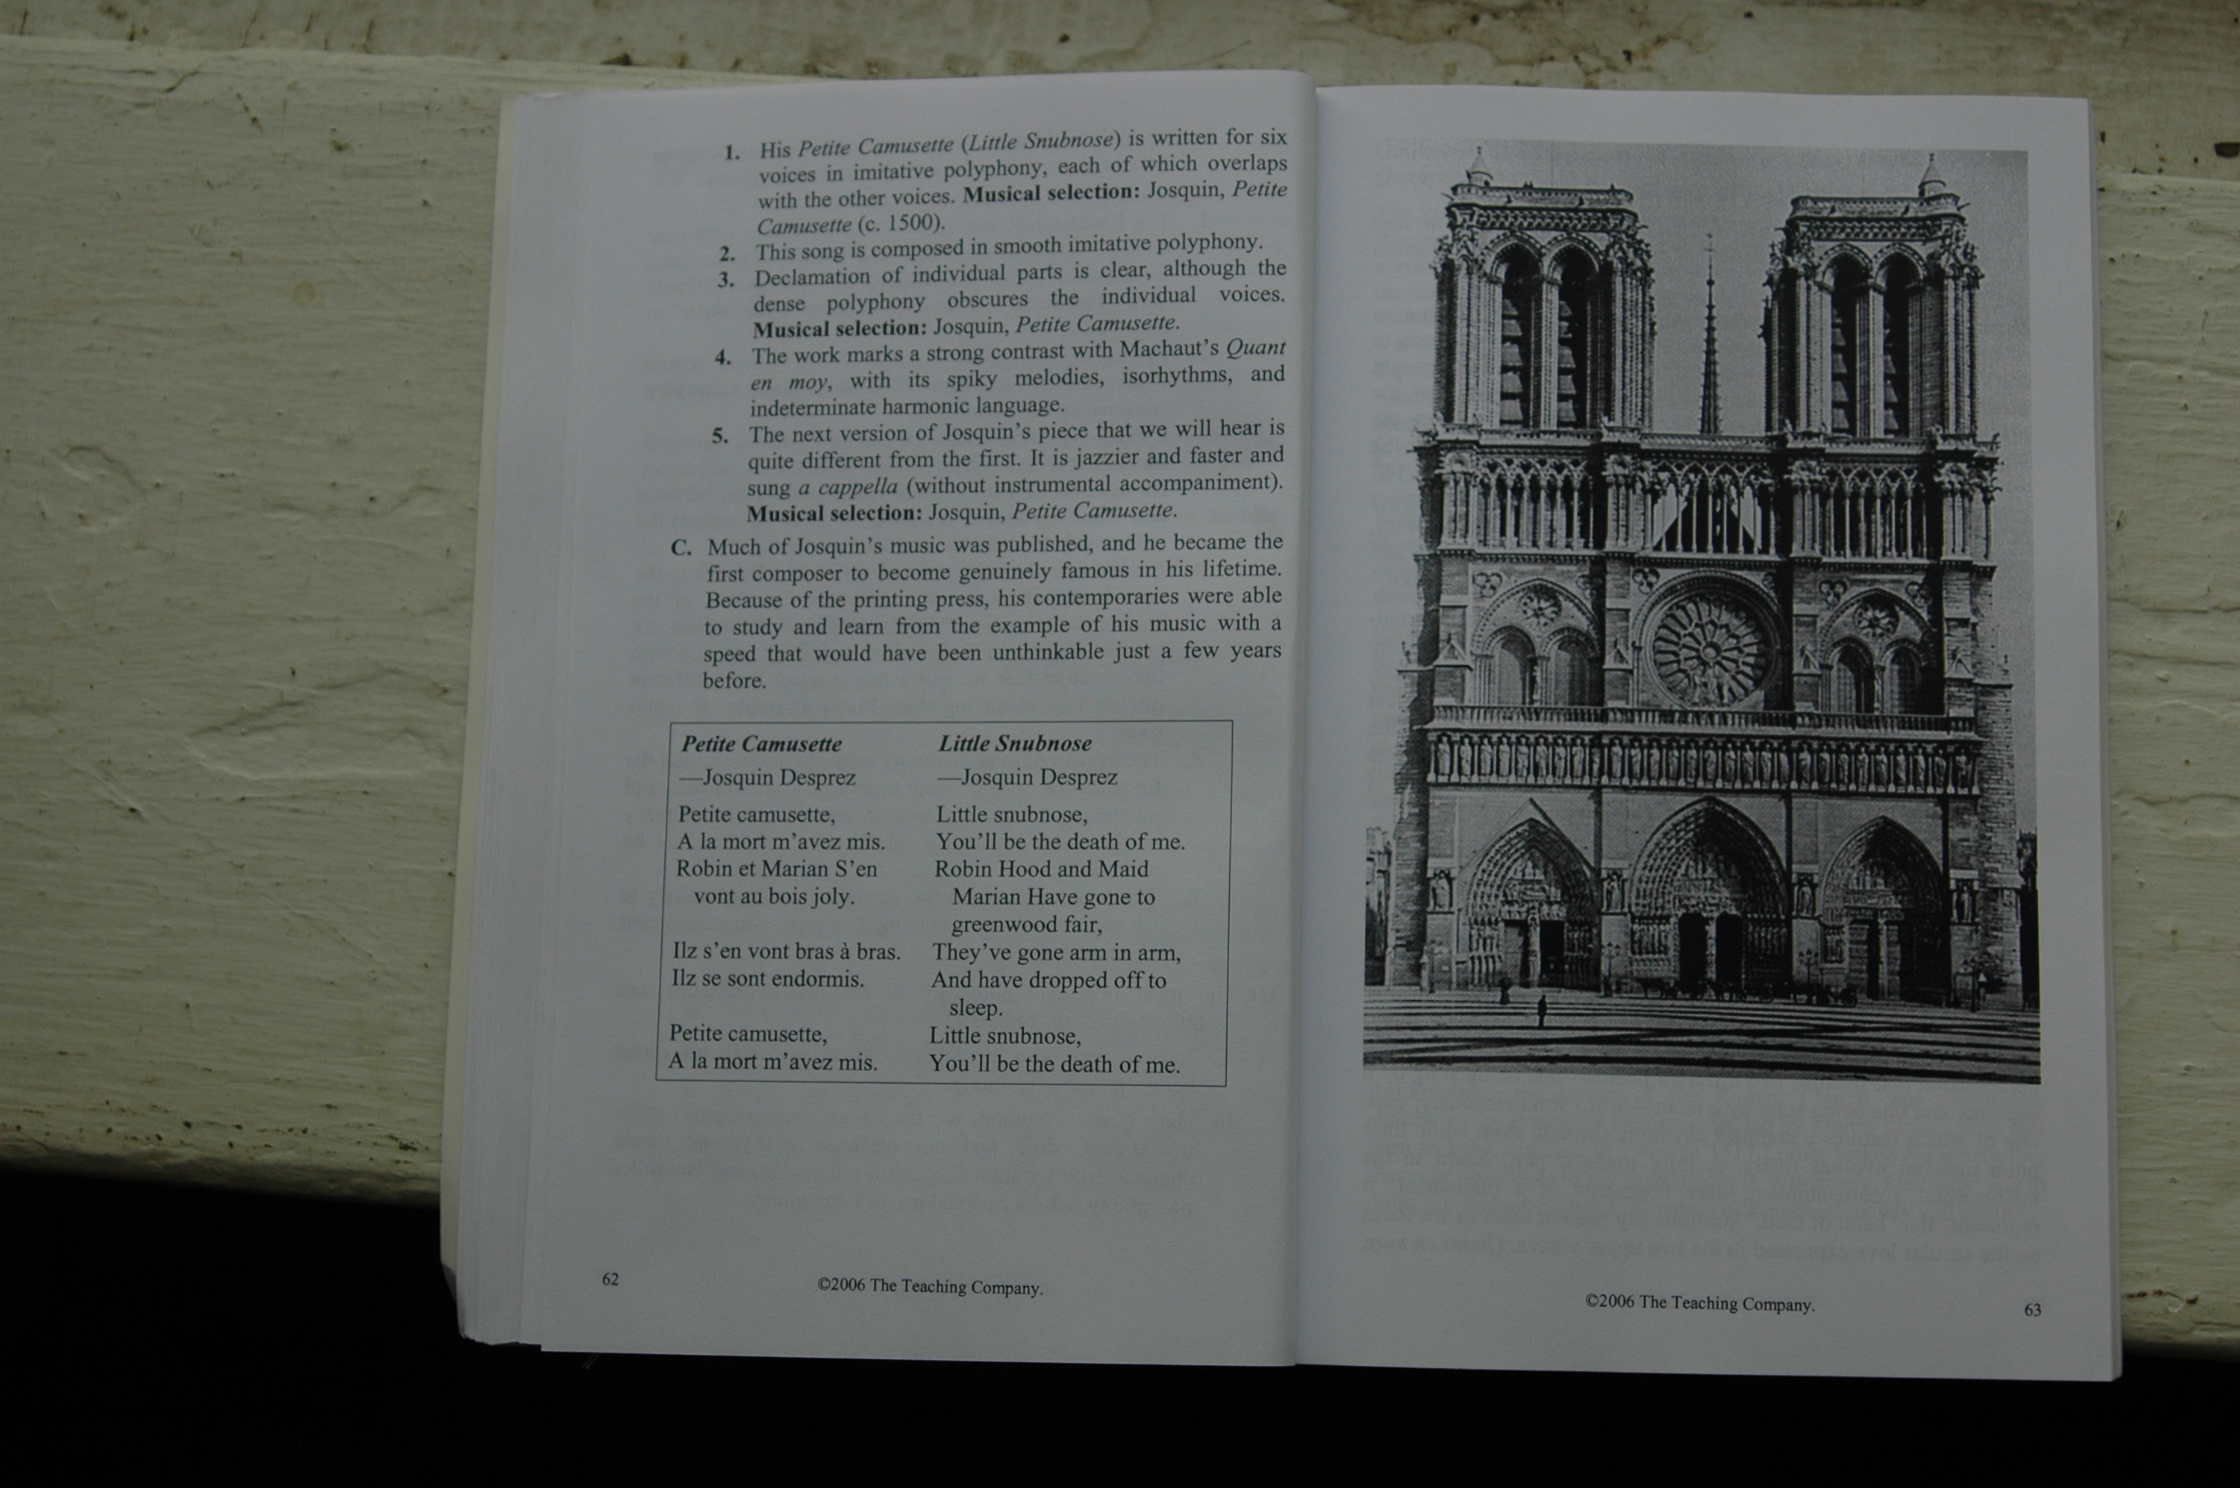 1. His Petite Camusette (Little Snubnose) is written for six
voices in imitative polyphony, each of which overlaps
with the other voices. Musical selection: Josquin, Petite
Camusette (c. 1500).
2. This song is composed in smooth imitative polyphony.
3. Declamation of individual parts is clear, although the
dense polyphony obscures the individual voices.
Musical selection: Josquin, Petite Camusette.
4. The work marks a strong contrast with Machaut's Quant
en moy, with its spiky melodies, isorhythms, and
indeterminate harmonic language.
5. The next version of Josquin's piece that we will hear is
quite different from the first. It is jazzier and faster and
sung a cappella (without instrumental accompaniment).
Musical selection: Josquin, Petite Camusette.
C. Much of Josquin's music was published, and he became the
first composer to become genuinely famous in his lifetime.
Because of the printing press, his contemporaries were able
to study and learn from the example of his music with a
speed that would have been unthinkable just a few years
before.
Petite Camusette
—Josquin Desprez
Petite camusette,
A la mort m'avez mis.
Robin et Marian S'en
vont au bois joly.
Ilz s'en vont bras à bras.
Ilz se sont endormis.
Petite camusette,
A la mort m'avez mis.
Little Snubnose
—Josquin Desprez
Little snubnose,
You'll be the death of me.
Robin Hood and Maid
Marian Have gone to
greenwood fair,
They've gone arm in arm,
And have dropped off to
sleep.
Little snubnose,
You'll be the death of me.
62
©2006 The Teaching Company.
©2006 The Teaching Company.
63